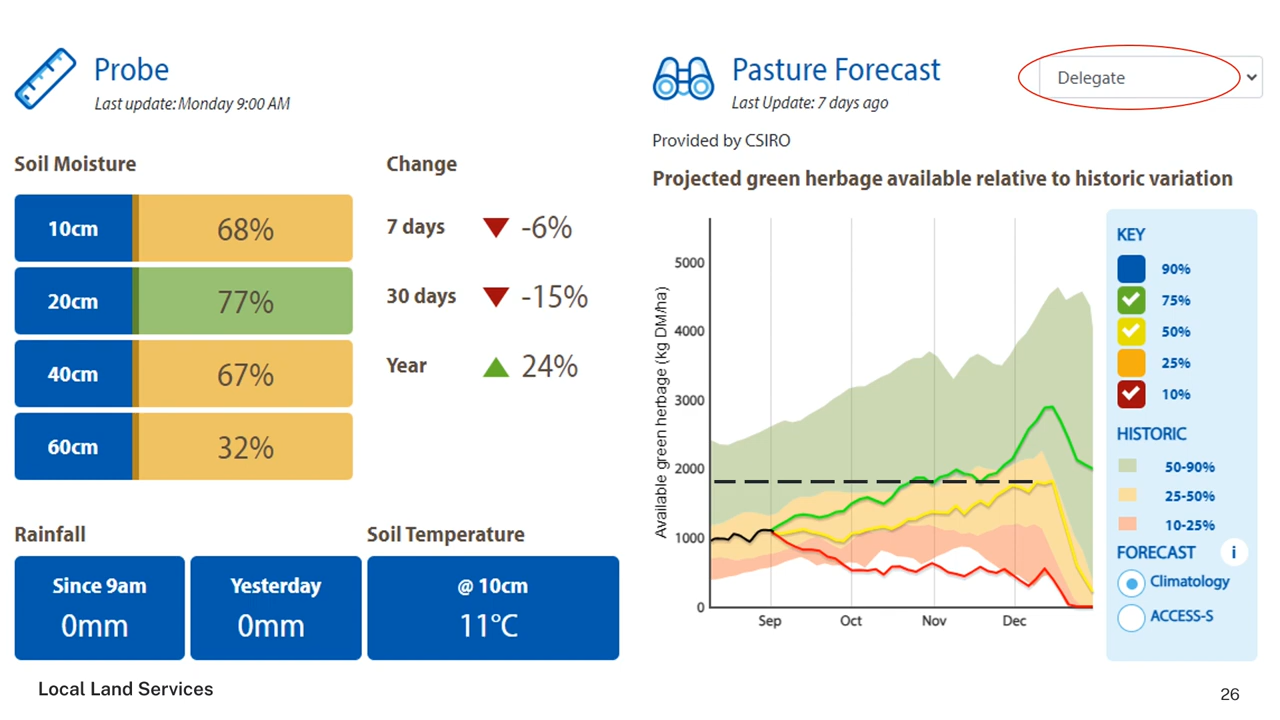 Probe
Last update: Monday 9:00 AM
Soil Moisture
Change
10cm
68%
7 days
-6%
20cm
77%
30 days
-15%
40cm
67%
Year
24%
60cm
32%
Rainfall
Soil Temperature
Since 9am
0mm
Yesterday
0mm
@ 10cm
11°C
Pasture Forecast
Last Update: 7 days ago
Delegate
Provided by CSIRO
Projected green herbage available relative to historic variation
Available green herbage (kg DM/ha)
5000
4000
3000
2000
1000
0
Sep
Oct
Nov
Dec
KEY
90%
75%
50%
25%
10%
HISTORIC
50-90%
25-50%
10-25%
FORECAST
i
Climatology
ACCESS-S
Local Land Services
26